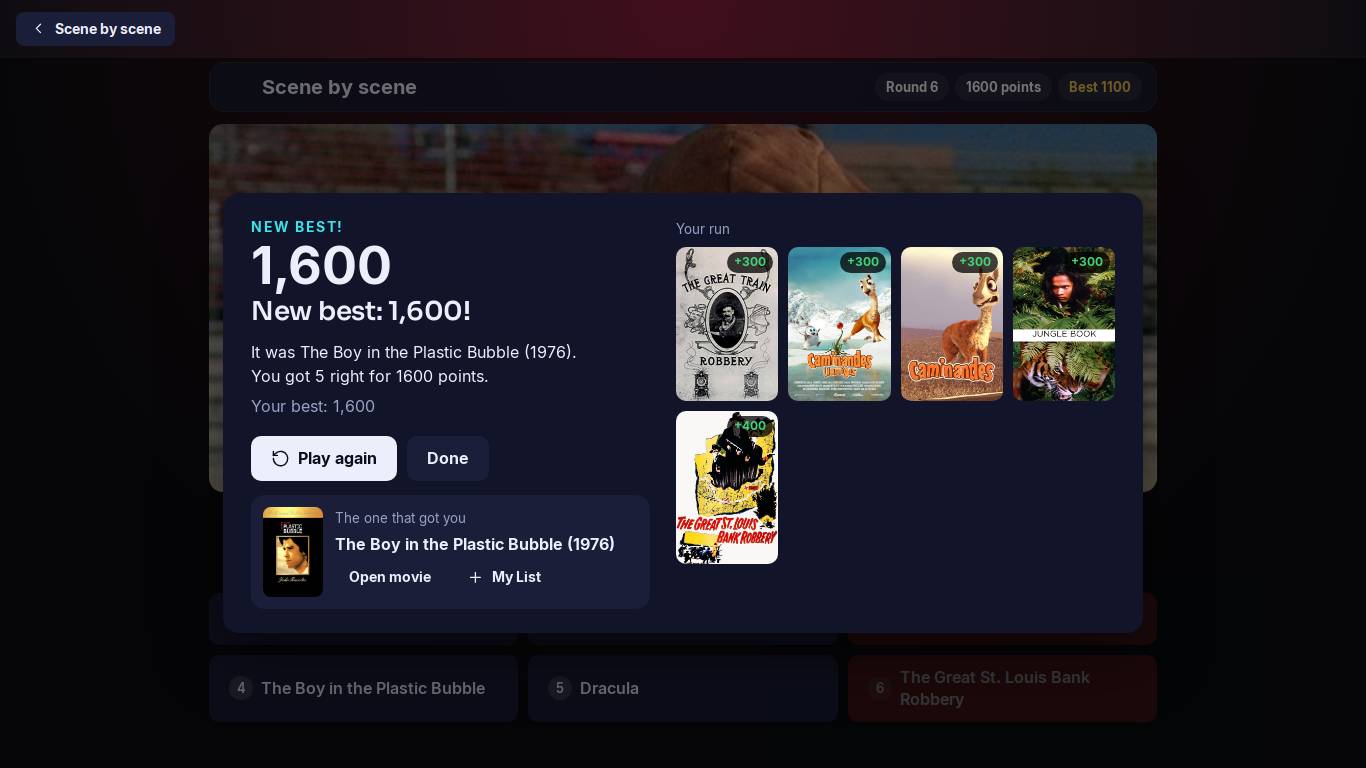 Scene by scene
Scene by scene
Round 6
1600 points
Best 1100
NEW BEST!
1,600
New best: 1,600!
It was The Boy in the Plastic Bubble (1976).
You got 5 right for 1600 points.
Your best: 1,600
Play again
Done
The one that got you
The Boy in the Plastic Bubble (1976)
Open movie
My List
Your run
+300
THE GREAT TRAIN
ROBBERY
+300
Caminandes
+300
Caminandes
+300
JUNGLE BOOK
+400
THE GREAT ST. LOUIS
BANK ROBBERY
PLASTIC
BUBBLE
4 The Boy in the Plastic Bubble
5 Dracula
6 The Great St. Louis Bank
Robbery